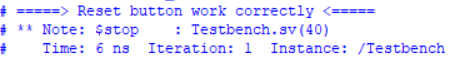 # =====> Reset button work correctly <=====
# ** Note: $stop    : Testbench.sv(40)
#    Time: 6 ns  Iteration: 1  Instance: /Testbench